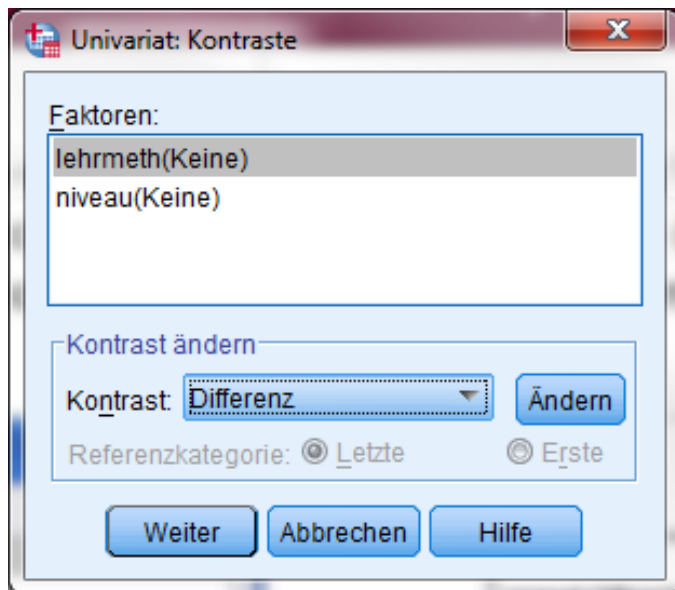 Univariat: Kontraste
Faktoren:
lehrmeth(Keine)
niveau(Keine)
Kontrast ändern
Kontrast: Differenz Ändern
Referenzkategorie: Letzte Erste
Weiter Abbrechen Hilfe